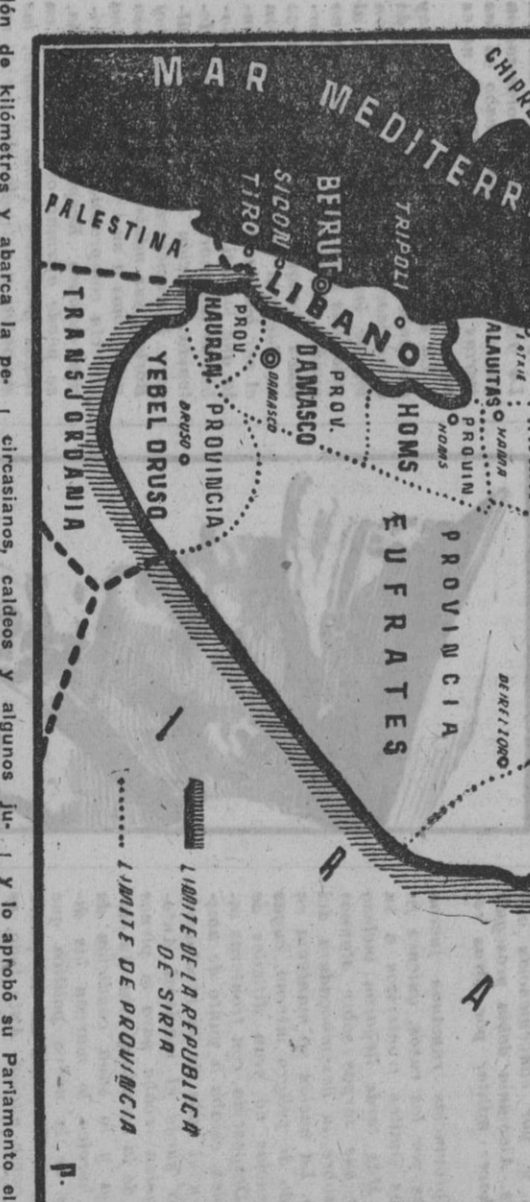 CHIPR
MAR MEDITERR
PALESTINA
TIRO
SIDON
BEIRUT
TRIPOLI
LIBANO
ALAUITAS
HAMA
PROVIN
HOMS
HOMS
PROV.
DAMASCO
DAMASCO
PROV.
HAURAN
PROVINCIA
DRUSO
YEBEL DRUSO
TRANSJORDANIA
PROVINCIA
EUFRATES
DEIREIZZORO
I R A
LIMITE DE LA REPUBLICA
DE SIRIA
LIMITE DE PROVINCIA
P.
ión de kilómetros y abarca la pe-
circasianos, caldeos y algunos ju-
y lo aprobó su Parlamento el